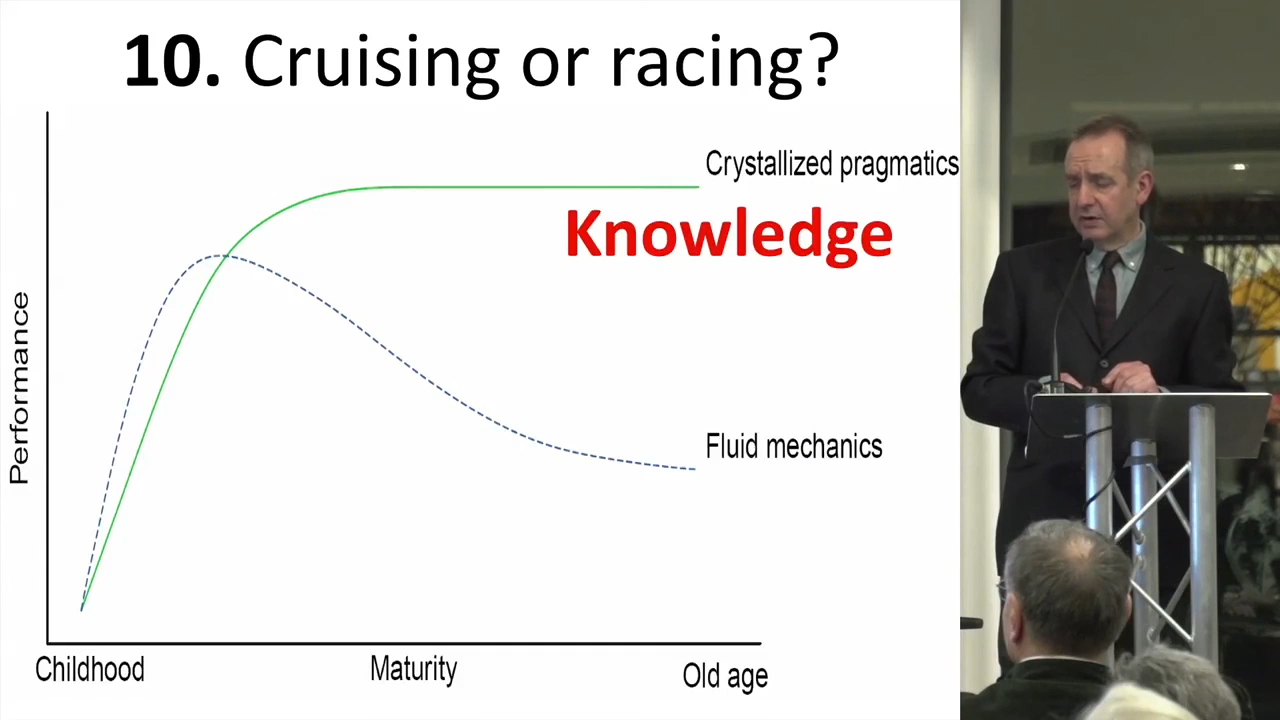 10. Cruising or racing?
Crystallized pragmatics
Knowledge
Performance
Fluid mechanics
Childhood
Maturity
Old age